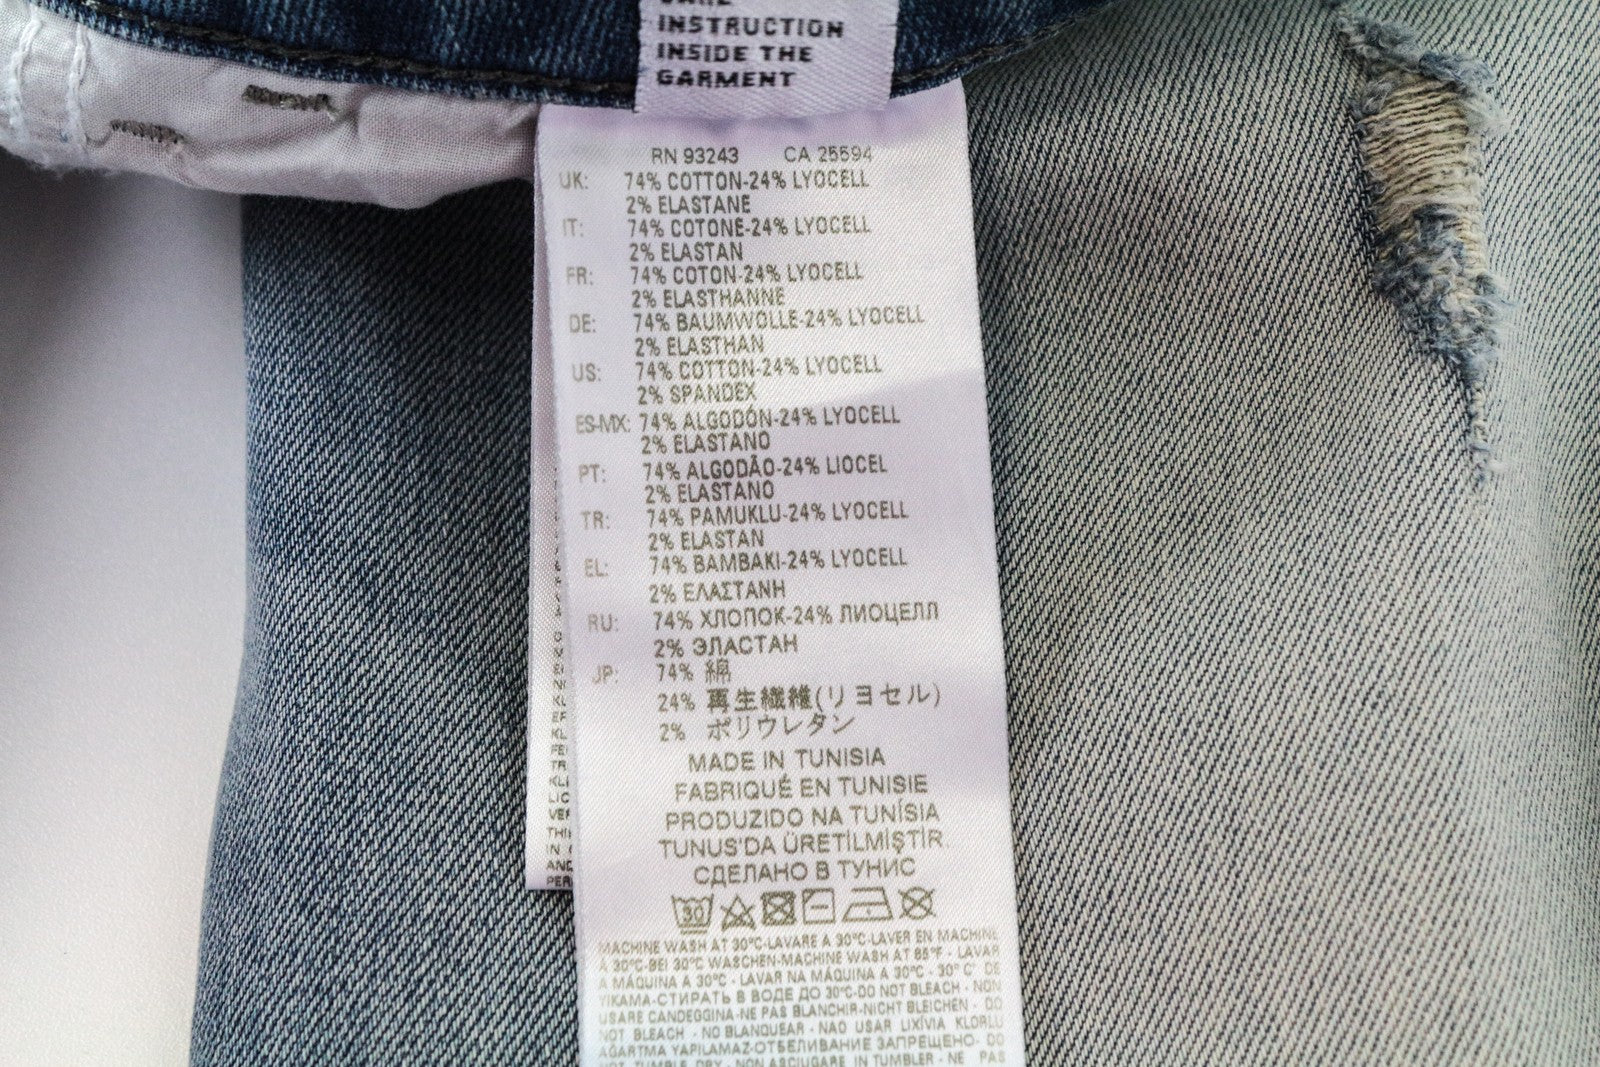 INSTRUCTION
INSIDE THE
GARMENT
RN 93243 CA 25594
UK: 74% COTTON-24% LYOCELL
2% ELASTANE
IT: 74% COTONE-24% LYOCELL
2% ELASTAN
FR: 74% COTON-24% LYOCELL
2% ELASTHANNE
DE: 74% BAUMWOLLE-24% LYOCELL
2% ELASTHAN
US: 74% COTTON-24% LYOCELL
2% SPANDEX
ES-MX: 74% ALGODÓN-24% LYOCELL
2% ELASTANO
PT: 74% ALGODÃO-24% LIOCEL
2% ELASTANO
TR: 74% PAMUKLU-24% LYOCELL
2% ELASTAN
EL: 74% BAMBAKI-24% LYOCELL
2% ΕΛΑΣΤΑΝΗ
RU: 74% ХЛОПОК-24% ЛИОЦЕЛЛ
2% ЭЛАСТАН
JP: 74% 綿
24% 再生繊維(リヨセル)
2% ポリウレタン
MADE IN TUNISIA
FABRIQUÉ EN TUNISIE
PRODUZIDO NA TUNÍSIA
TUNUS'DA ÜRETİLMİŞTİR.
СДЕЛАНО В ТУНИС
30
MACHINE WASH AT 30°C-LAVARE A 30°C-LAVER EN MACHINE
A 30°C-BEI 30°C WASCHEN-MACHINE WASH AT 85°F - LAVAR
A MÁQUINA A 30°C - LAVAR NA MÁQUINA A 30°C - 30° C' DE
YIKAMA-СТИРАТЬ В ВОДЕ ДО 30°C-DO NOT BLEACH - NON
USARE CANDEGGINA-NE PAS BLANCHIR-NICHT BLEICHEN - DO
NOT BLEACH - NO BLANQUEAR - NAO USAR LIXÍVIA KLORLU
AĞARTMA YAPILAMAZ-ОТБЕЛИВАНИЕ ЗАПРЕЩЕНО- DO
NOT TUMBLE DRY - NON ASCIUGARE IN TUMBLER - NE PAS